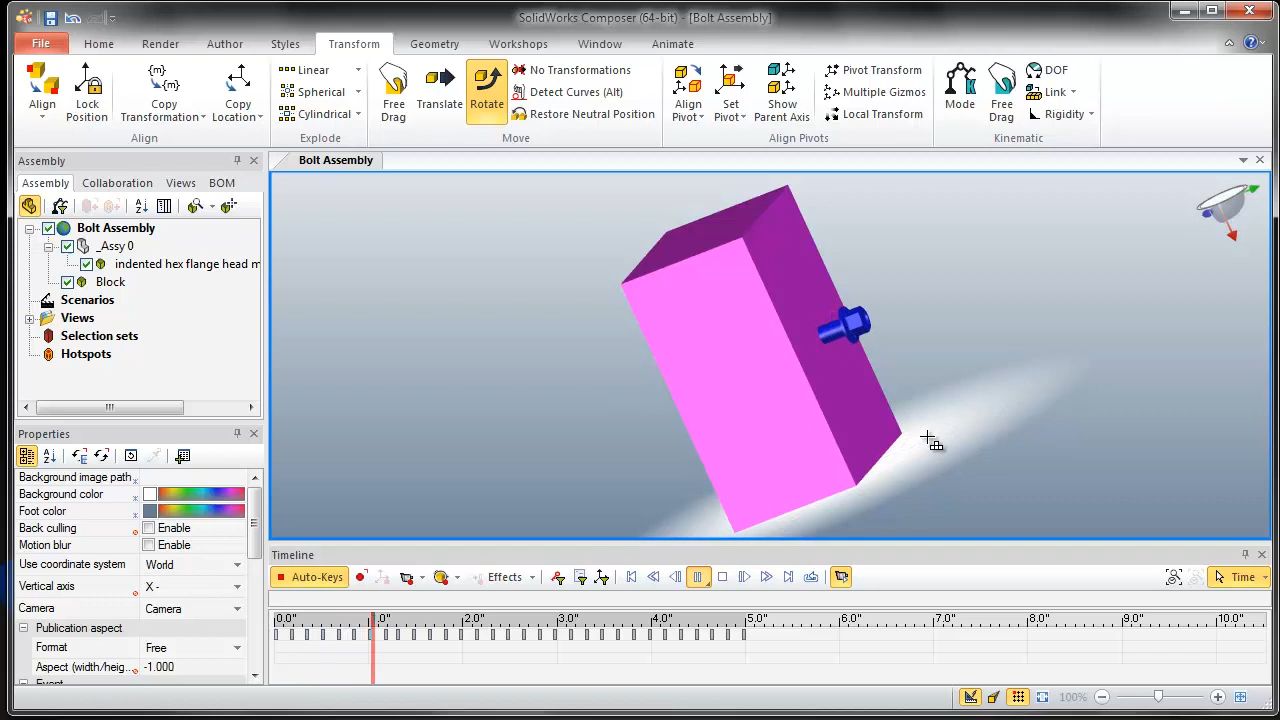 SolidWorks Composer (64-bit) - [Bolt Assembly]
File Home Render Author Styles Transform Geometry Workshops Window Animate
Align
Lock Position
Copy Transformation
Copy Location
Linear
Spherical
Cylindrical
Free Drag
Translate
Rotate
No Transformations
Detect Curves (Alt)
Restore Neutral Position
Align Pivot
Set Pivot
Show Parent Axis
Pivot Transform
Multiple Gizmos
Local Transform
Mode
Free Drag
DOF
Link
Rigidity
Align Explode Move Align Pivots Kinematic
Assembly
Bolt Assembly
Assembly Collaboration Views BOM
Bolt Assembly
_Assy 0
indented hex flange head m
Block
Scenarios
Views
Selection sets
Hotspots
Properties
Background image path
Background color
Foot color
Back culling Enable
Motion blur Enable
Use coordinate system World
Vertical axis X -
Camera Camera
Publication aspect
Format Free
Aspect (width/heig... -1.000
Event
Timeline
Auto-Keys Effects Time
0.0" 1.0" 2.0" 3.0" 4.0" 5.0" 6.0" 7.0" 8.0" 9.0" 10.0"
100%